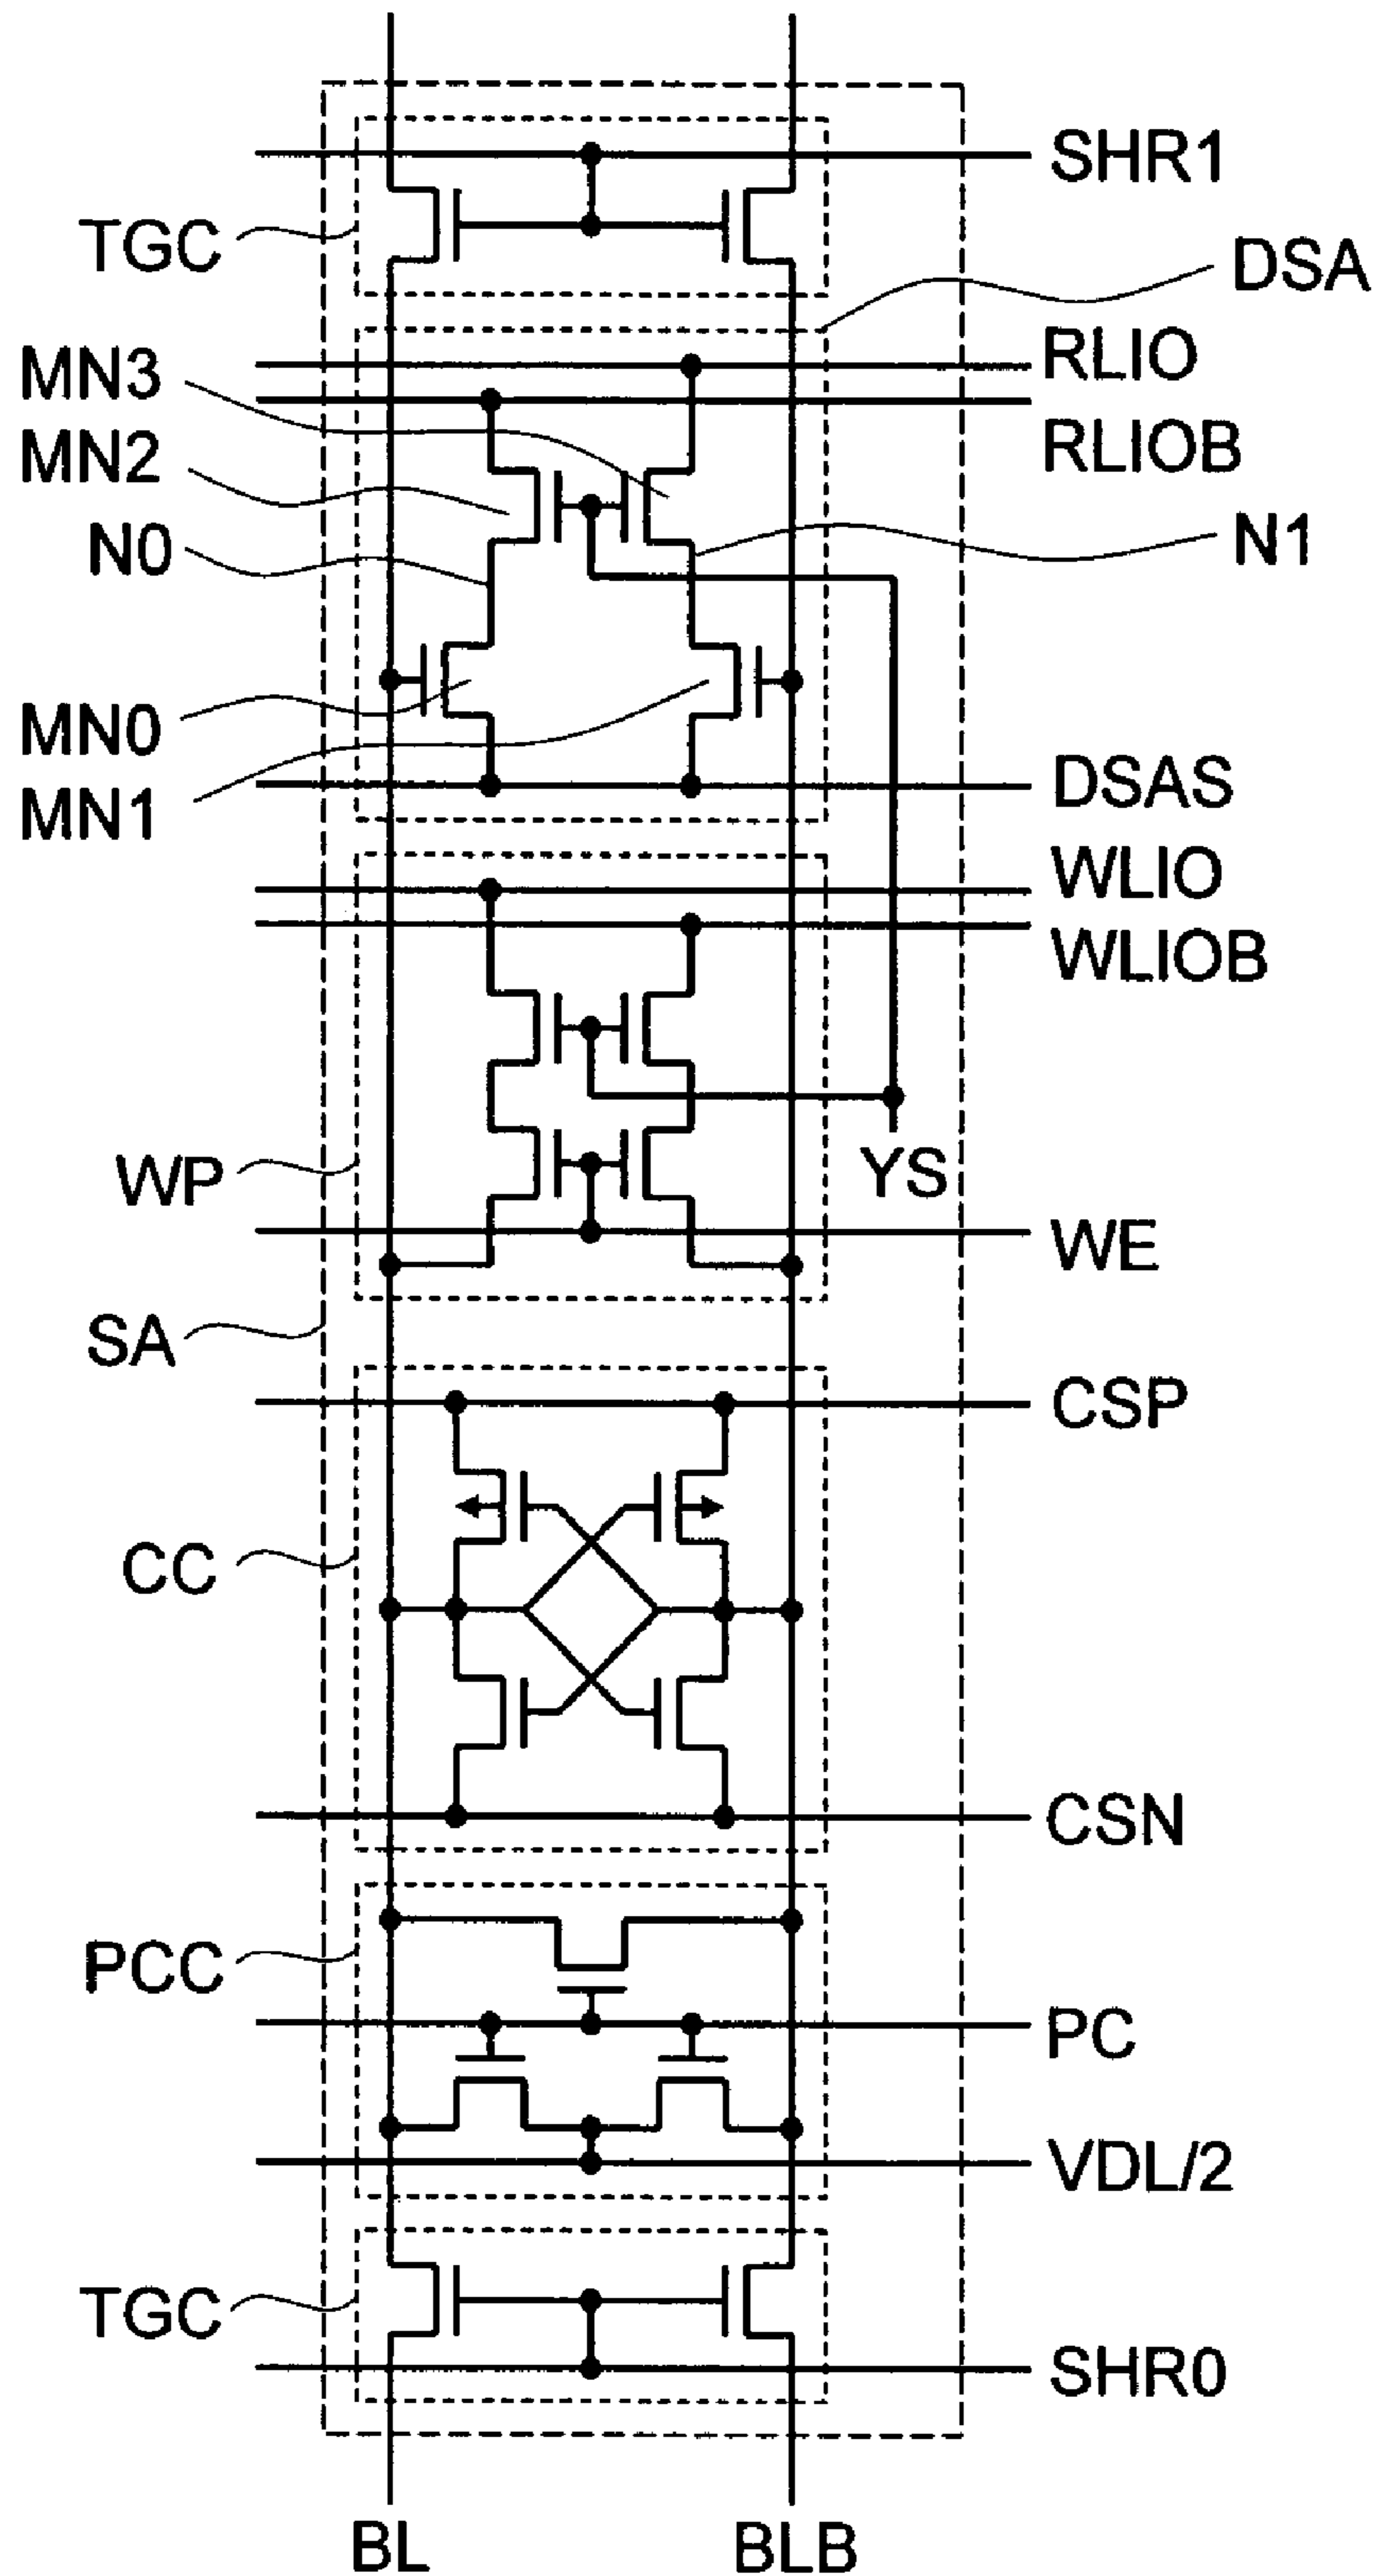 SHR1
TGC
DSA
RLIO
MN3
RLIOB
MN2
N0
N1
MN0
DSAS
MN1
WLIO
WLIOB
WP
YS
WE
SA
CSP
CC
CSN
PCC
PC
VDL/2
TGC
SHR0
BL
BLB